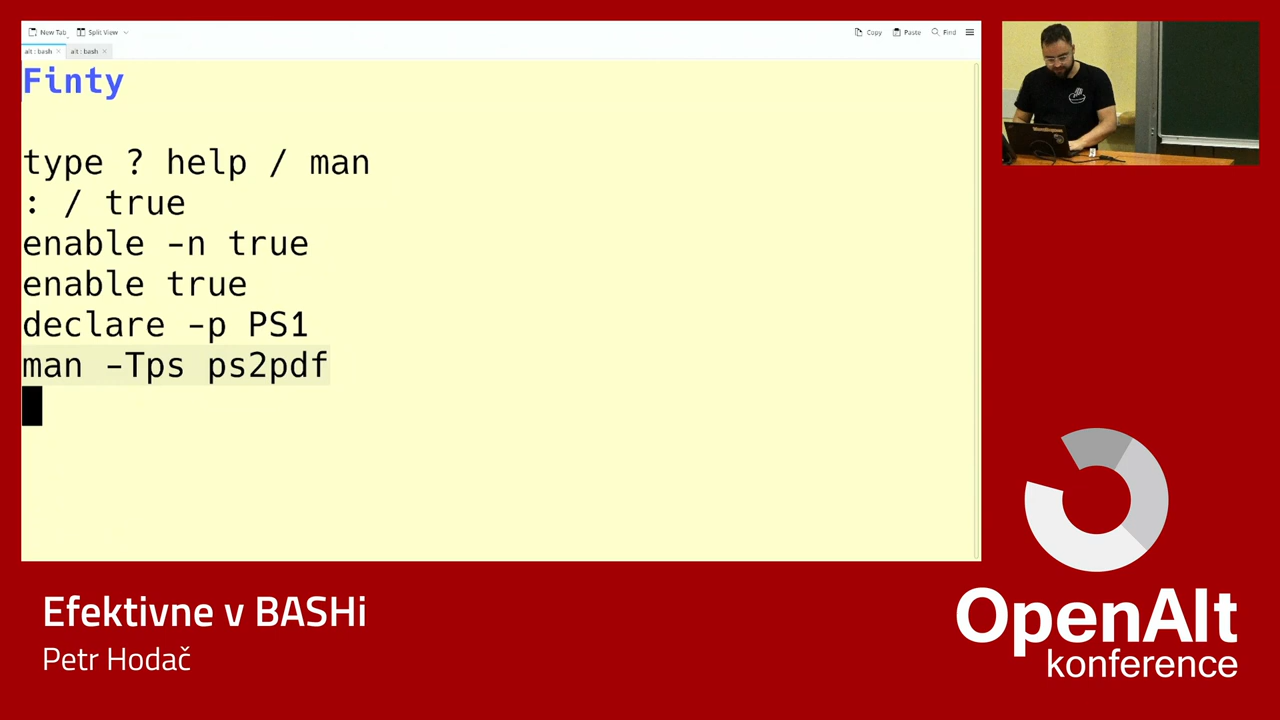 New Tab Split View Copy Paste Find
alt : bash alt : bash
Finty
type ? help / man
: / true
enable -n true
enable true
declare -p PS1
man -Tps ps2pdf
Efektivne v BASHi
Petr Hodač
OpenAlt
konference